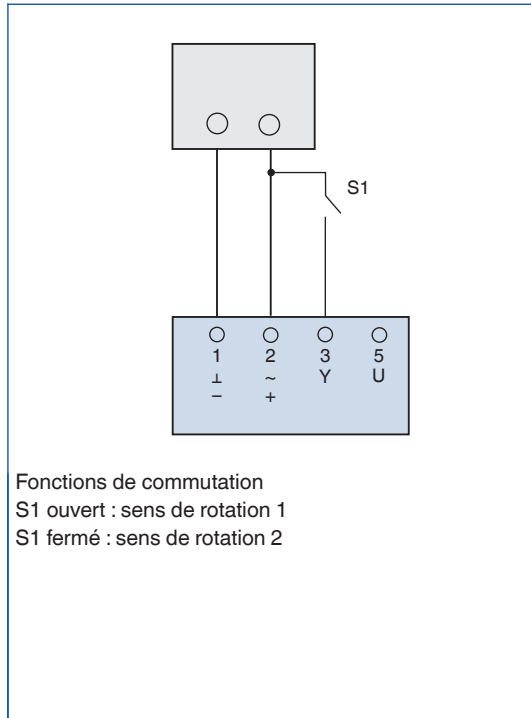 S1
1 2 3 5
⊥ ~ Y U
− +
Fonctions de commutation
S1 ouvert : sens de rotation 1
S1 fermé : sens de rotation 2